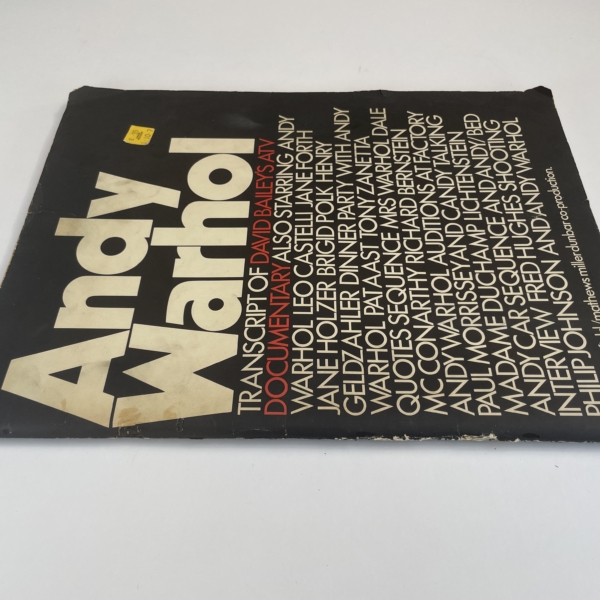 Andy
Warhol
TRANSCRIPT OF DAVID BAILEY'S ATV
DOCUMENTARY ALSO STARRING ANDY
WARHOL LEO CASTELLI JANE FORTH
JANE HOLZER BRIGID POLK HENRY
GELDZAHLER DINNER PARTY WITH ANDY
WARHOL PAT AAST TONY ZANETTA
QUOTES SEQUENCE MRS WARHOL DALE
MC CONARTHY RICHARD BERNSTEIN
ANDY WARHOL AUDITIONS AT FACTORY
PAUL MORRISSEY AND CANDY TALKING
MADAME DUCHAMP LICHTENSTEIN
ANDY CAR SEQUENCE AND ANDY/BED
INTERVIEW FRED HUGHES SHOOTING
PHILIP JOHNSON AND ANDY WARHOL
mathews miller dunbar co-production.